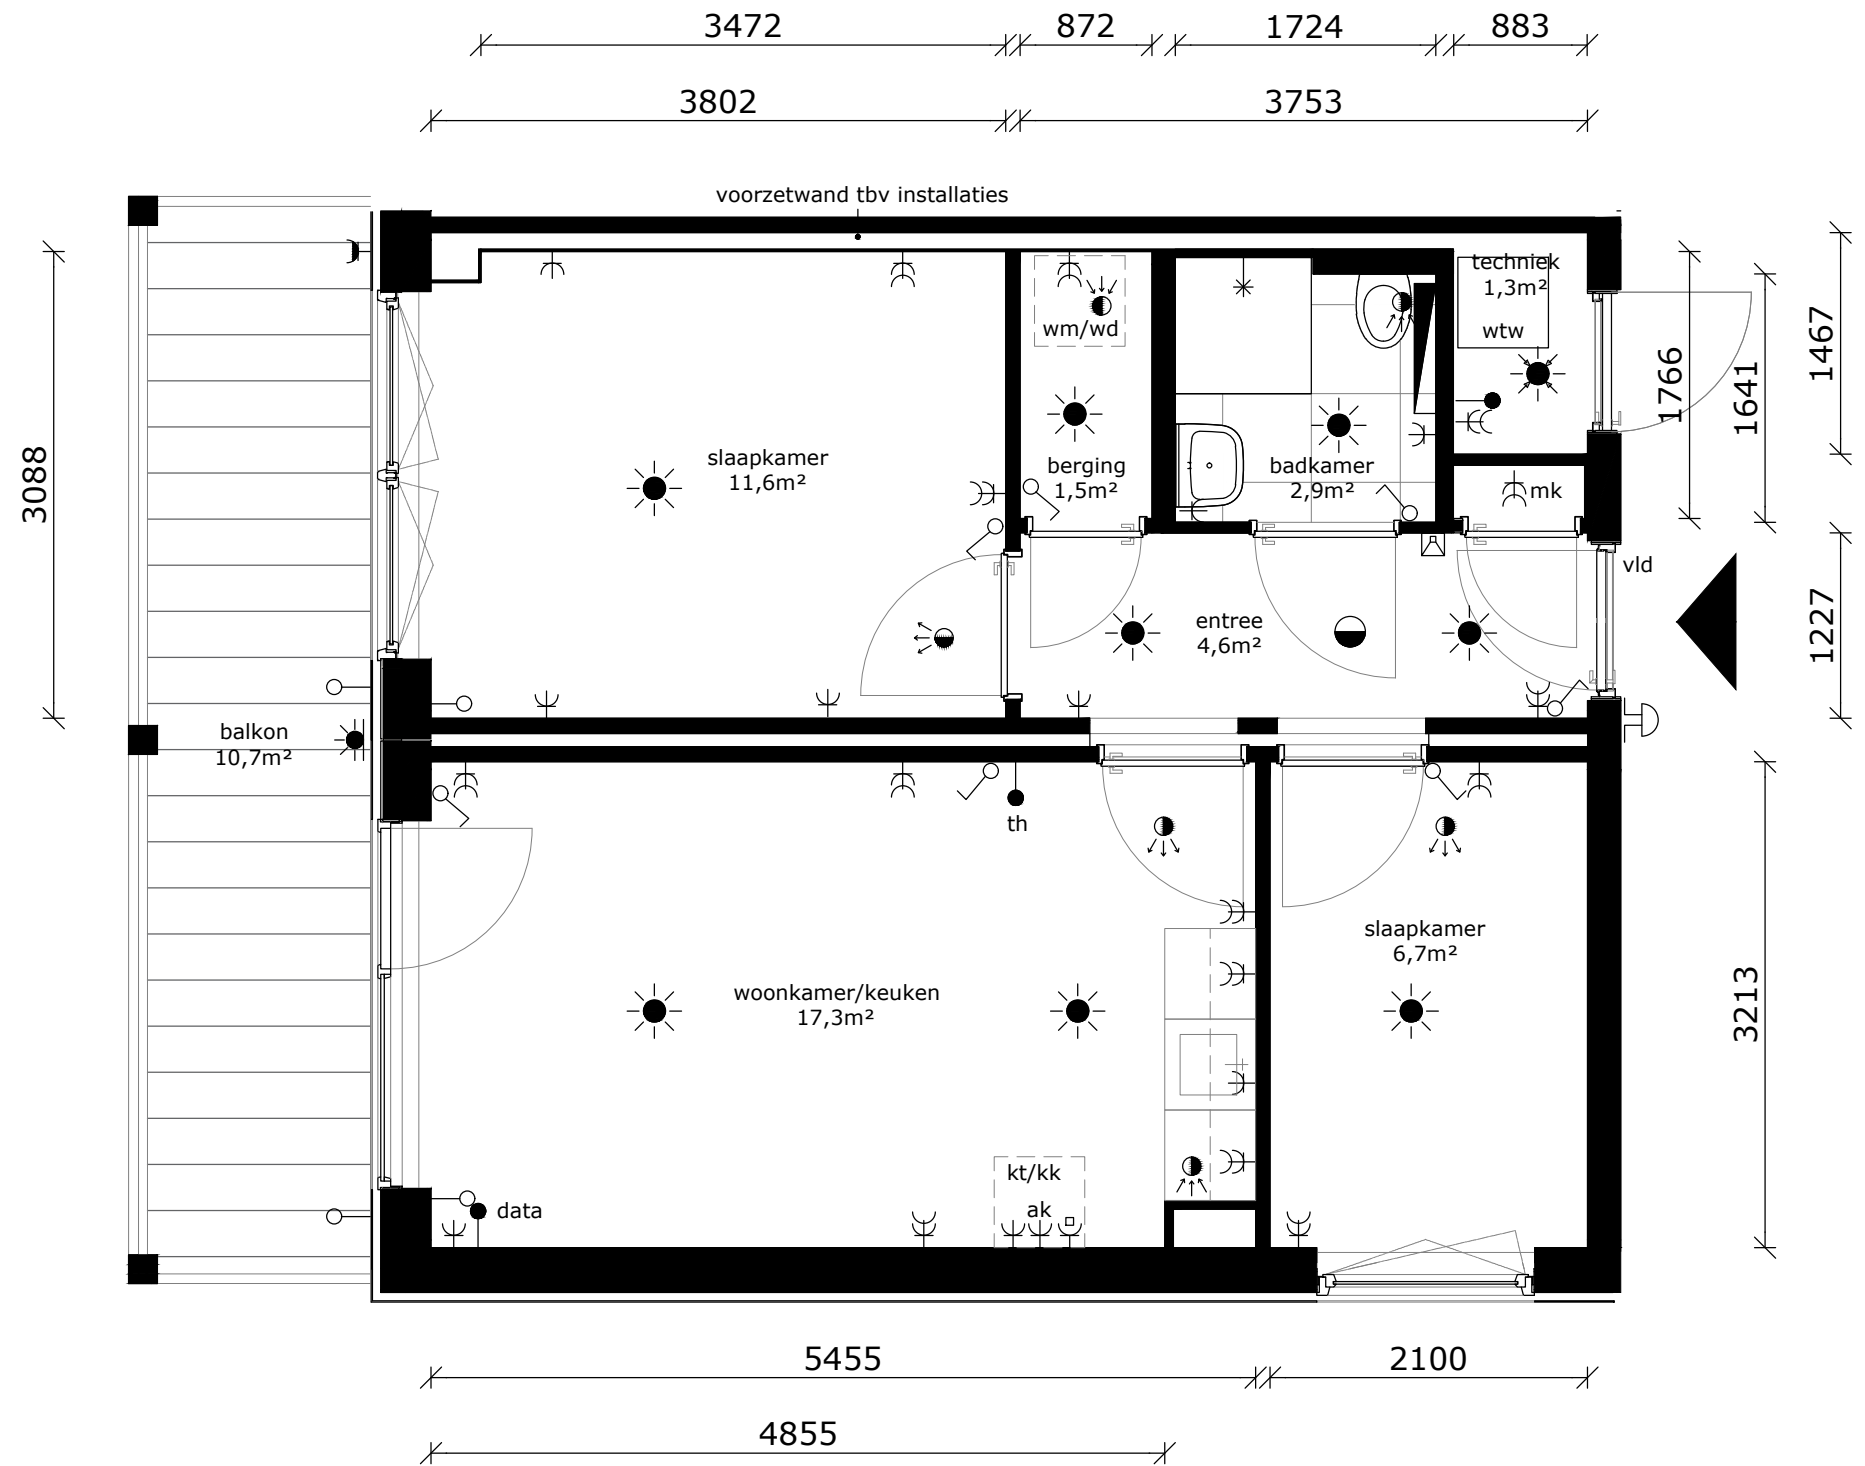 3472
872
1724
883
3802
3753
voorzetwand tbv installaties
techniek
1,3m²
wtw
wm/wd
1467
1766
1641
3088
slaapkamer
11,6m²
berging
1,5m²
badkamer
2,9m²
mk
vld
entree
4,6m²
1227
balkon
10,7m²
th
slaapkamer
6,7m²
woonkamer/keuken
17,3m²
3213
kt/kk
ak
data
5455
2100
4855